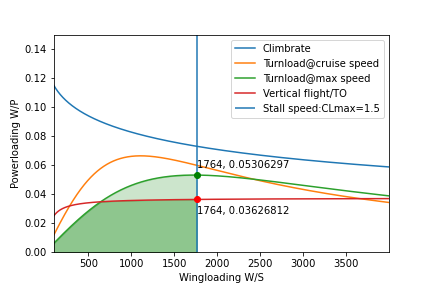 0.14
0.12
0.10
0.08
0.06
0.04
0.02
0.00
Powerloading W/P
Climbrate
Turnload@cruise speed
Turnload@max speed
Vertical flight/TO
Stall speed:CLmax=1.5
1764, 0.05306297
1764, 0.03626812
500 1000 1500 2000 2500 3000 3500
Wingloading W/S